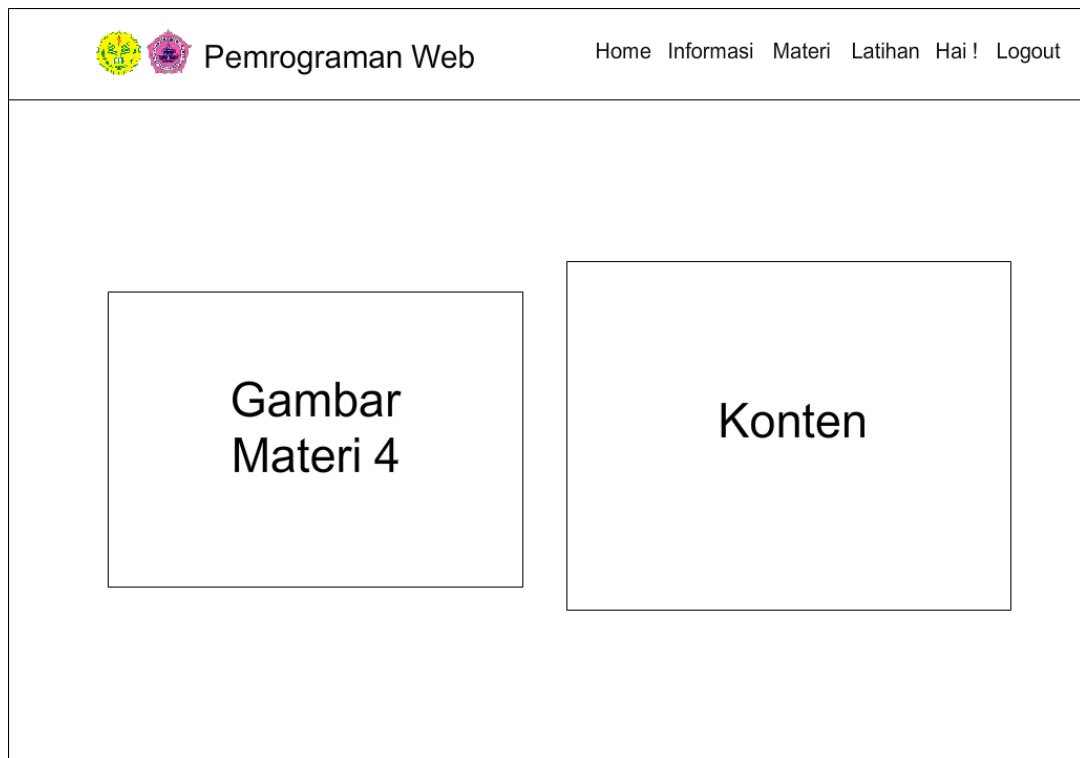 Pemrograman Web
Home Informasi Materi Latihan Hai ! Logout
Gambar
Materi 4
Konten